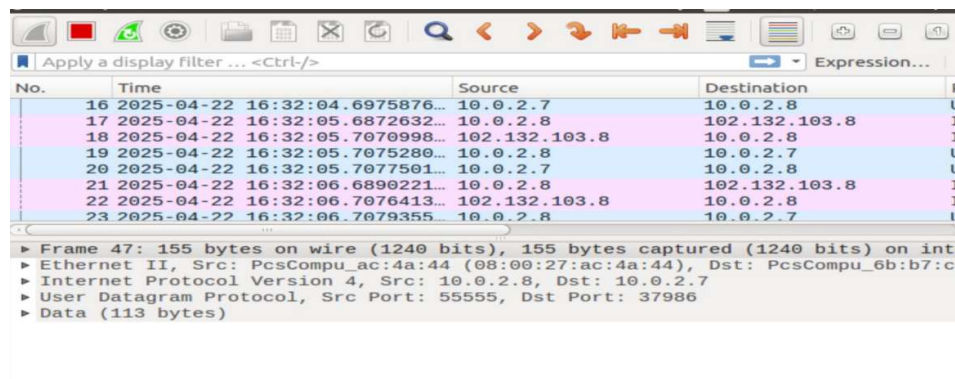 Apply a display filter ... <Ctrl-/>
Expression...
No. Time Source Destination
16 2025-04-22 16:32:04.6975876… 10.0.2.7 10.0.2.8
17 2025-04-22 16:32:05.6872632… 10.0.2.8 102.132.103.8
18 2025-04-22 16:32:05.7070998… 102.132.103.8 10.0.2.8
19 2025-04-22 16:32:05.7075280… 10.0.2.8 10.0.2.7
20 2025-04-22 16:32:05.7077501… 10.0.2.7 10.0.2.8
21 2025-04-22 16:32:06.6890221… 10.0.2.8 102.132.103.8
22 2025-04-22 16:32:06.7076413… 102.132.103.8 10.0.2.8
23 2025-04-22 16:32:06.7079355… 10.0.2.8 10.0.2.7
Frame 47: 155 bytes on wire (1240 bits), 155 bytes captured (1240 bits) on int
Ethernet II, Src: PcsCompu_ac:4a:44 (08:00:27:ac:4a:44), Dst: PcsCompu_6b:b7:c
Internet Protocol Version 4, Src: 10.0.2.8, Dst: 10.0.2.7
User Datagram Protocol, Src Port: 55555, Dst Port: 37986
Data (113 bytes)